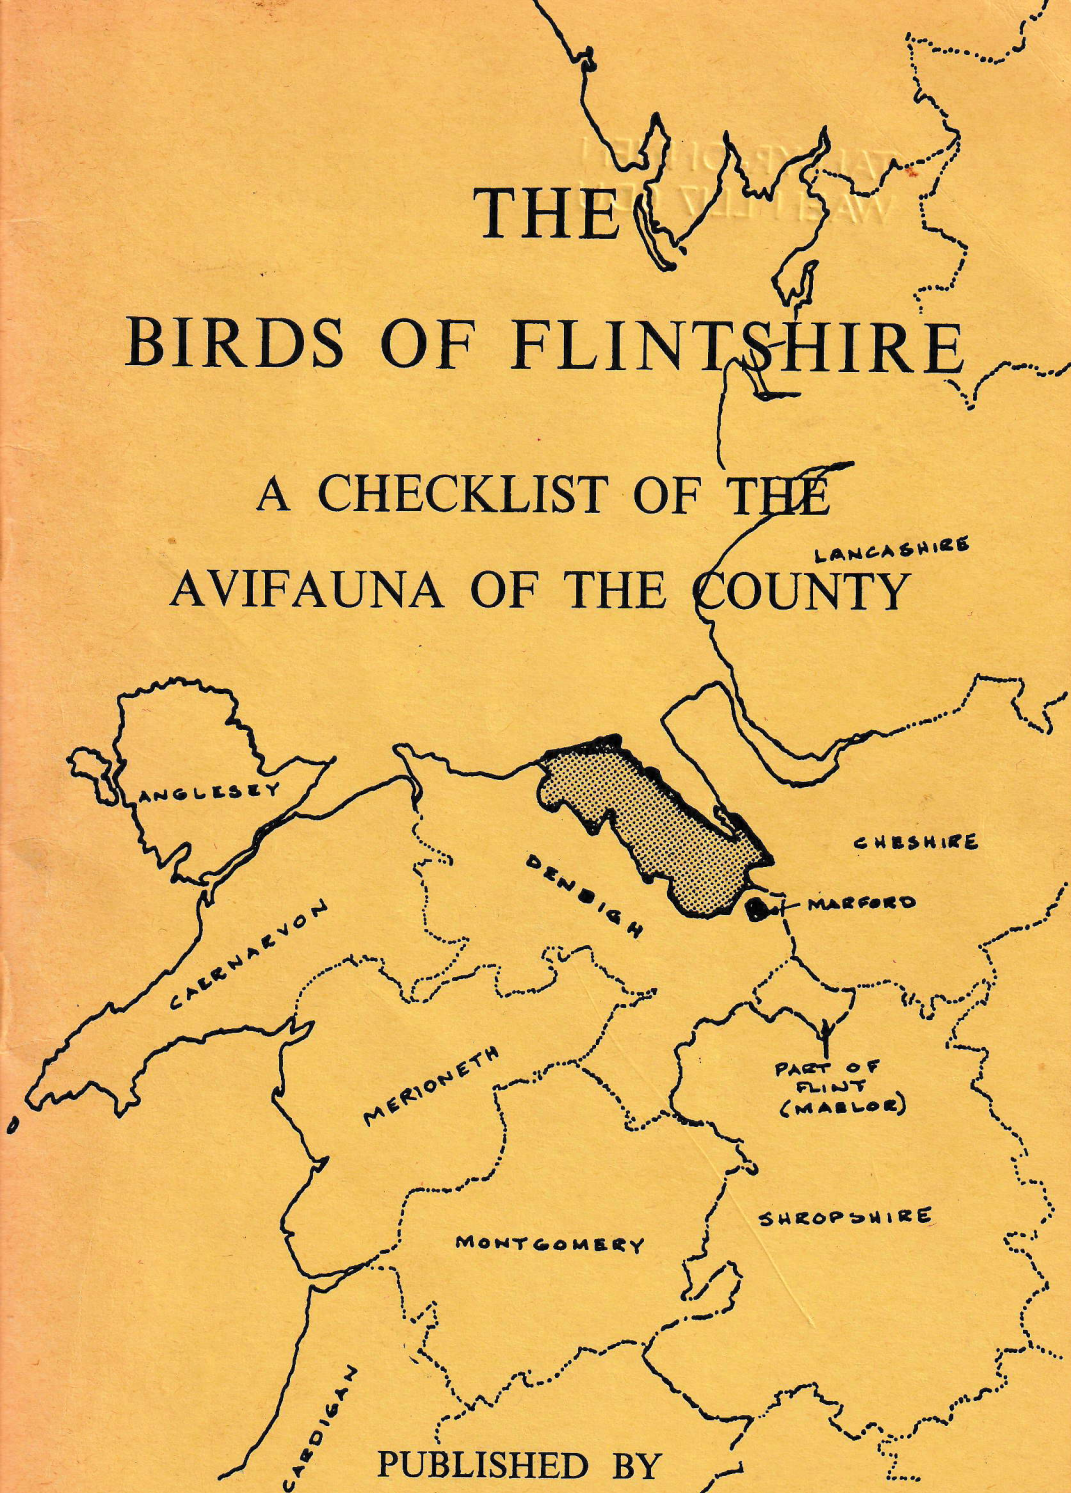 THE
BIRDS OF FLINTSHIRE
A CHECKLIST OF THE
LANCASHIRE
AVIFAUNA OF THE COUNTY
ANGLESEY
CHESHIRE
DENBIGH
MARFORD
CAERNARVON
MERIONETH
PART OF
FLINT
(MAELOR)
SHROPSHIRE
MONTGOMERY
CARDIGAN
PUBLISHED BY